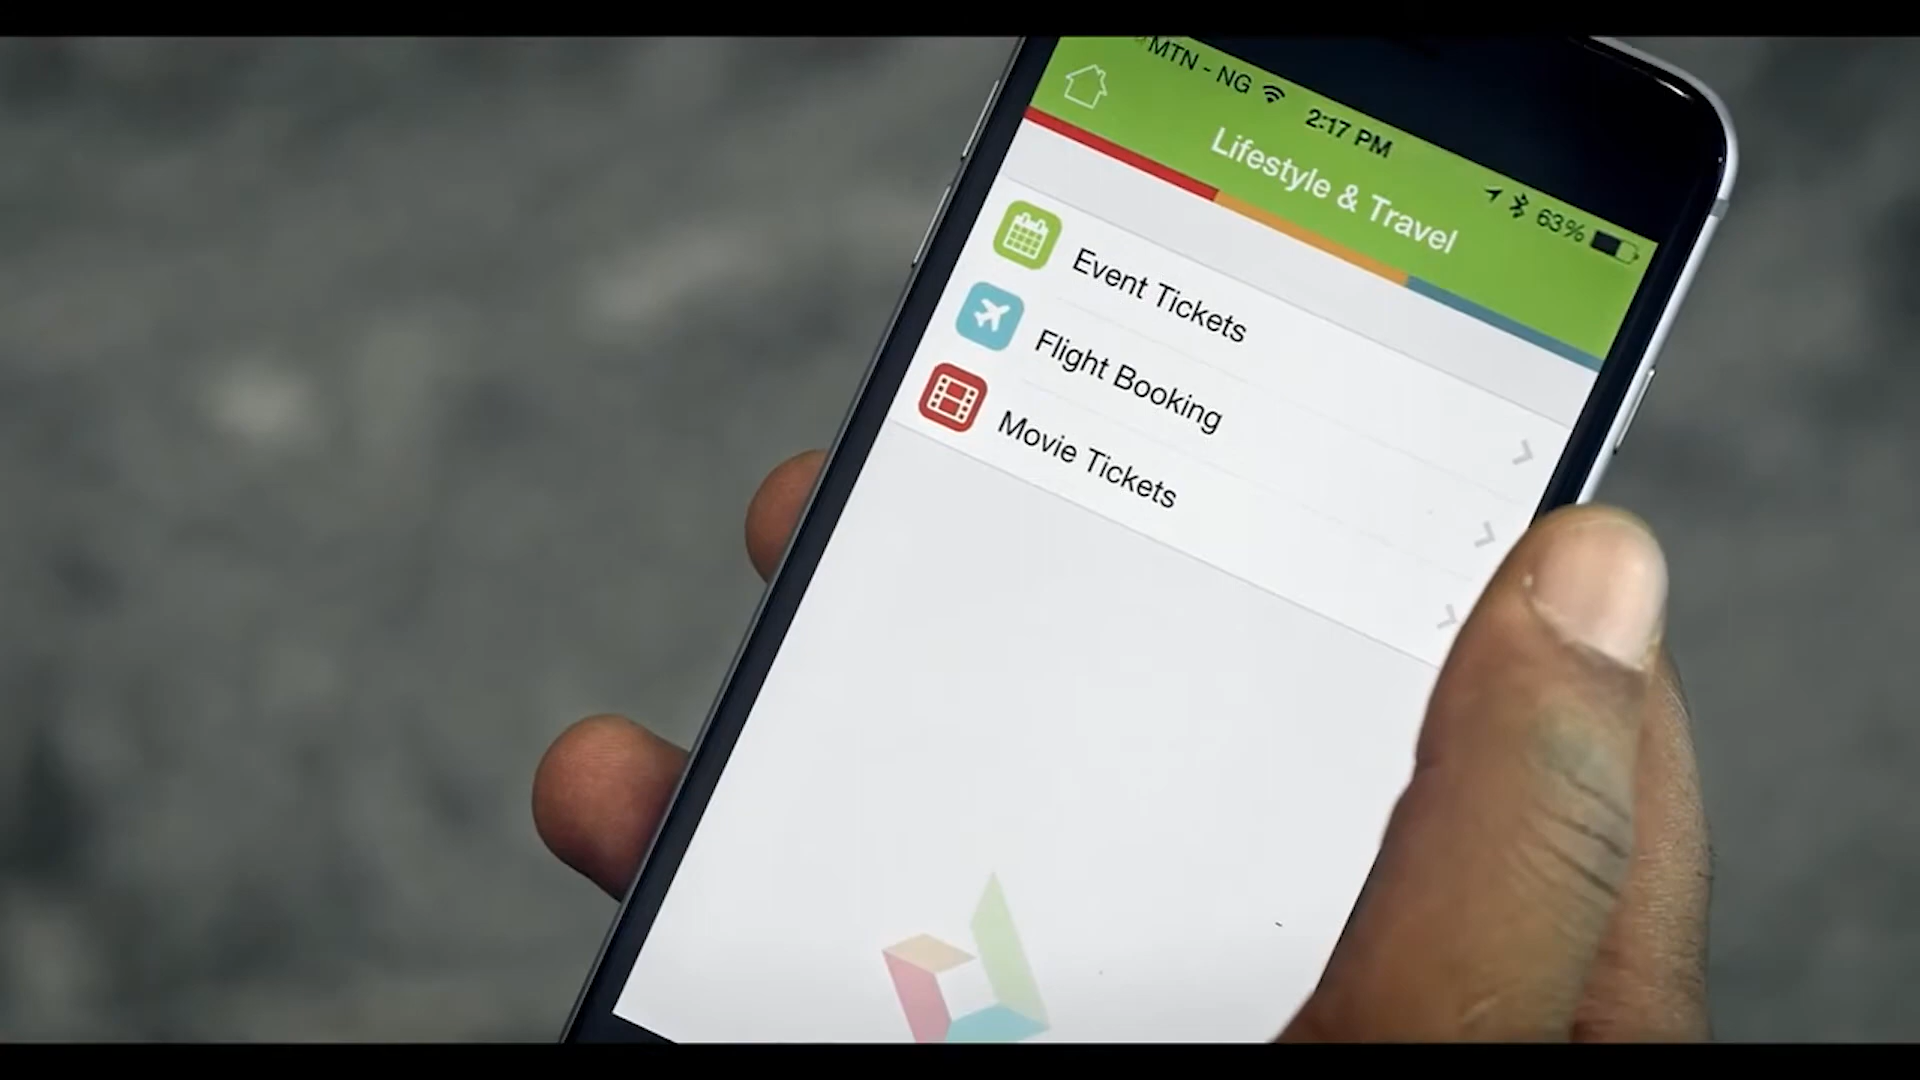 MTN - NG
2:17 PM
63%
Lifestyle & Travel
Event Tickets
Flight Booking
Movie Tickets